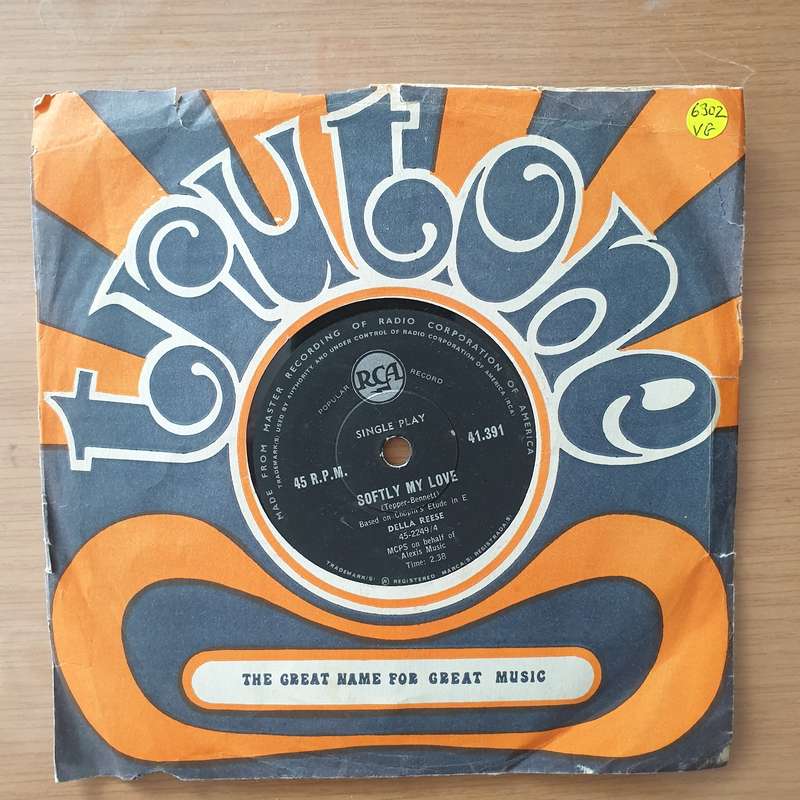 6302
VG
trutone
MADE FROM MASTER RECORDING OF RADIO CORPORATION OF AMERICA
TRADEMARK(S) USED BY AUTHORITY AND UNDER CONTROL OF RADIO CORPORATION OF AMERICA (RCA)
POPULAR RCA RECORD
SINGLE PLAY
45 R.P.M.
41.391
SOFTLY MY LOVE
(Tepper-Bennett)
Based on Chopin's Etude in E
DELLA REESE
45-2249/4
MCPS on behalf of
Alexis Music
Time: 2.38
TRADEMARK(S) ® REGISTERED MARCA(S) REGISTRADA(S)
THE GREAT NAME FOR GREAT MUSIC